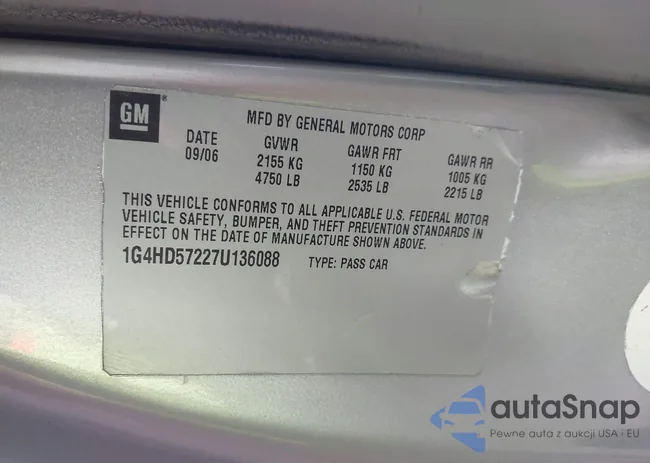 GM®
MFD BY GENERAL MOTORS CORP
DATE GVWR GAWR FRT GAWR RR
09/06 2155 KG 1150 KG 1005 KG
4750 LB 2535 LB 2215 LB
THIS VEHICLE CONFORMS TO ALL APPLICABLE U.S. FEDERAL MOTOR
VEHICLE SAFETY, BUMPER, AND THEFT PREVENTION STANDARDS IN
EFFECT ON THE DATE OF MANUFACTURE SHOWN ABOVE.
1G4HD57227U136088 TYPE: PASS CAR
autaSnap
Pewne auta z aukcji USA i EU